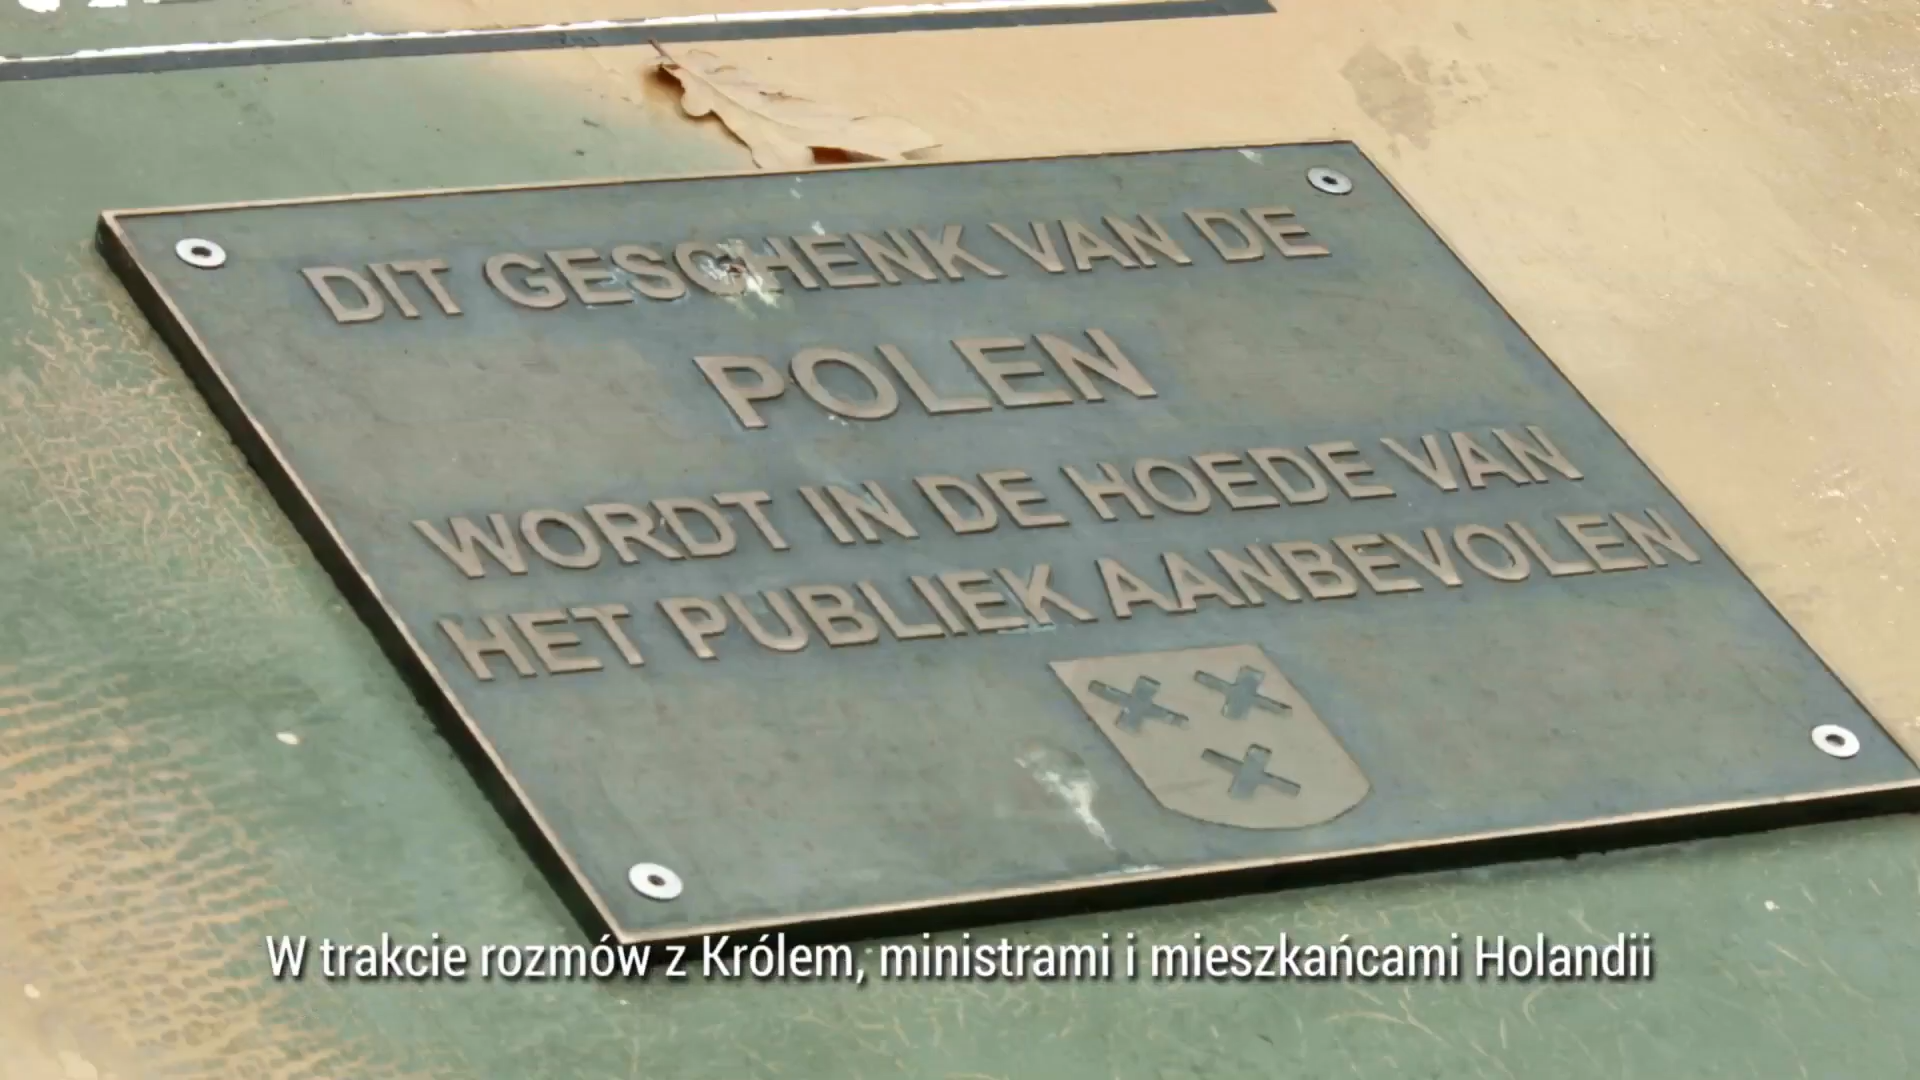 DIT GESCHENK VAN DE
POLEN
WORDT IN DE HOEDE VAN
HET PUBLIEK AANBEVOLEN
W trakcie rozmów z Królem, ministrami i mieszkańcami Holandii